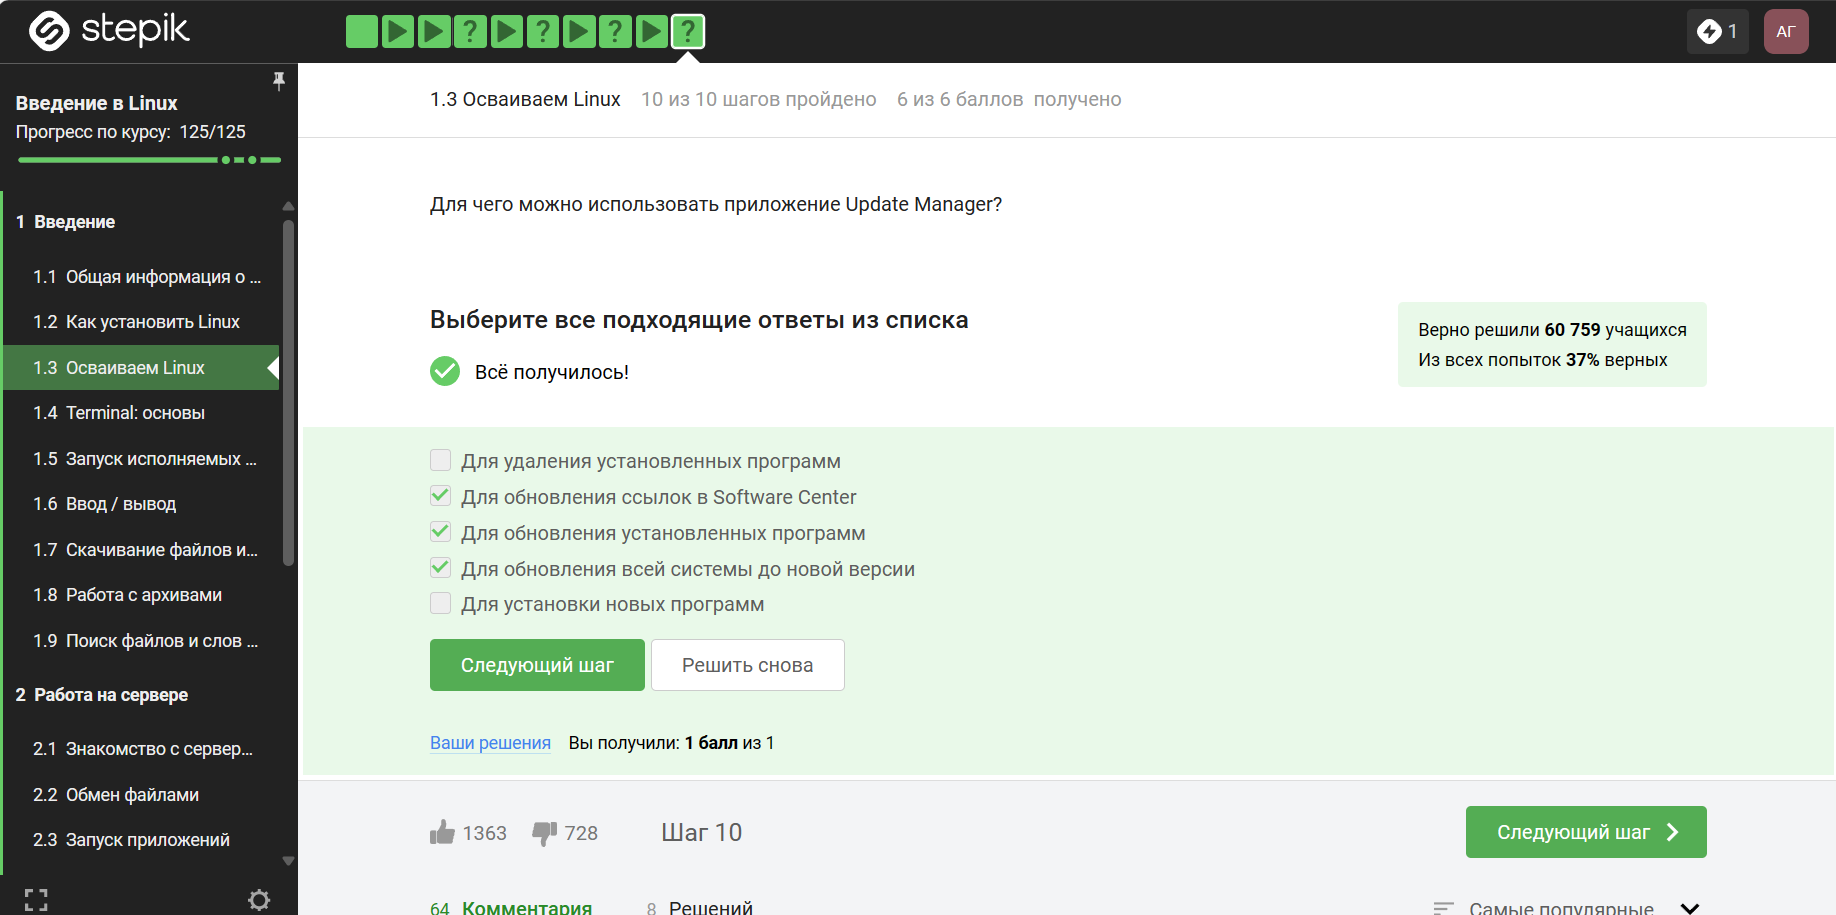 stepik
?
?
?
?
1
АГ
Введение в Linux
Прогресс по курсу: 125/125
1 Введение
1.1 Общая информация о ...
1.2 Как установить Linux
1.3 Осваиваем Linux
1.4 Terminal: основы
1.5 Запуск исполняемых ...
1.6 Ввод / вывод
1.7 Скачивание файлов и...
1.8 Работа с архивами
1.9 Поиск файлов и слов ...
2 Работа на сервере
2.1 Знакомство с сервер...
2.2 Обмен файлами
2.3 Запуск приложений
1.3 Осваиваем Linux 10 из 10 шагов пройдено 6 из 6 баллов получено
Для чего можно использовать приложение Update Manager?
Выберите все подходящие ответы из списка
Всё получилось!
Верно решили 60 759 учащихся
Из всех попыток 37% верных
Для удаления установленных программ
Для обновления ссылок в Software Center
Для обновления установленных программ
Для обновления всей системы до новой версии
Для установки новых программ
Следующий шаг Решить снова
Ваши решения Вы получили: 1 балл из 1
1363 728 Шаг 10 Следующий шаг
64 Комментария 8 Решений Самые популярные